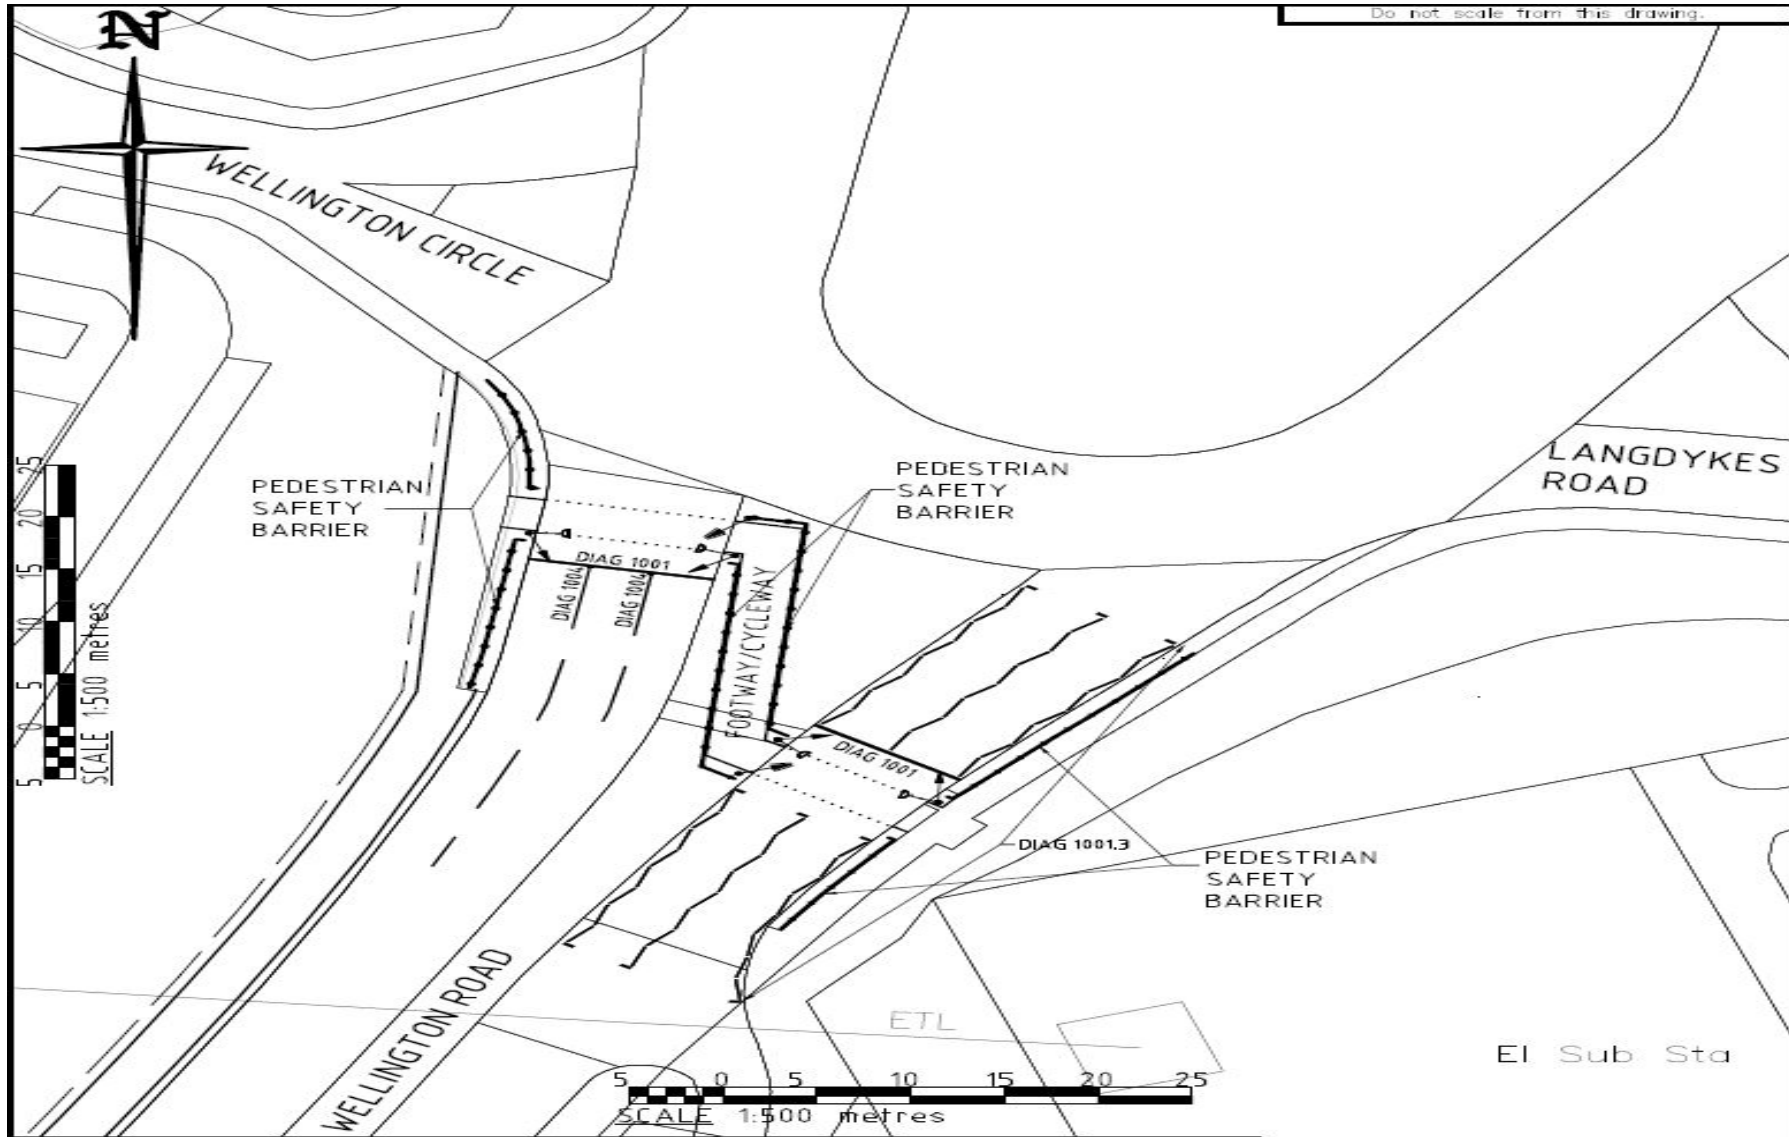 Do not scale from this drawing.
N
WELLINGTON CIRCLE
LANGDYKES
ROAD
PEDESTRIAN
SAFETY
BARRIER
PEDESTRIAN
SAFETY
BARRIER
DIAG 1001
DIAG 1004
DIAG 1004
FOOTWAY/CYCLEWAY
DIAG 1001
DIAG 1001.3
PEDESTRIAN
SAFETY
BARRIER
25
20
15
10
5
0
5
SCALE 1:500 metres
WELLINGTON ROAD
ETL
El Sub Sta
5 0 5 10 15 20 25
SCALE 1:500 metres